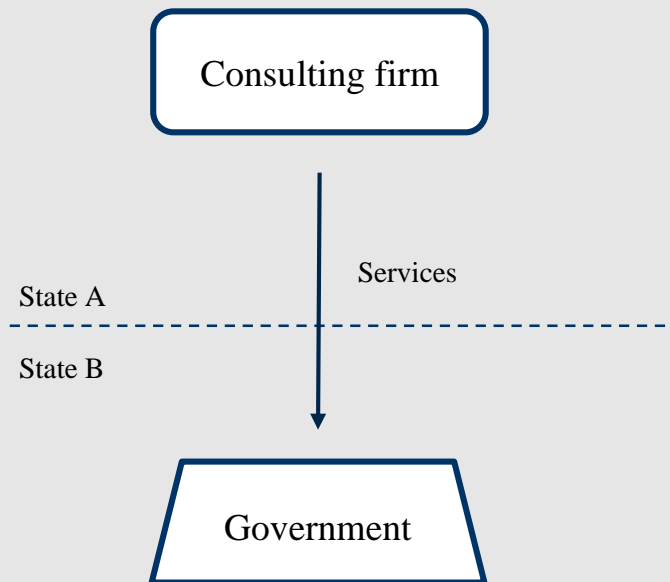 Consulting firm
Services
State A
State B
Government